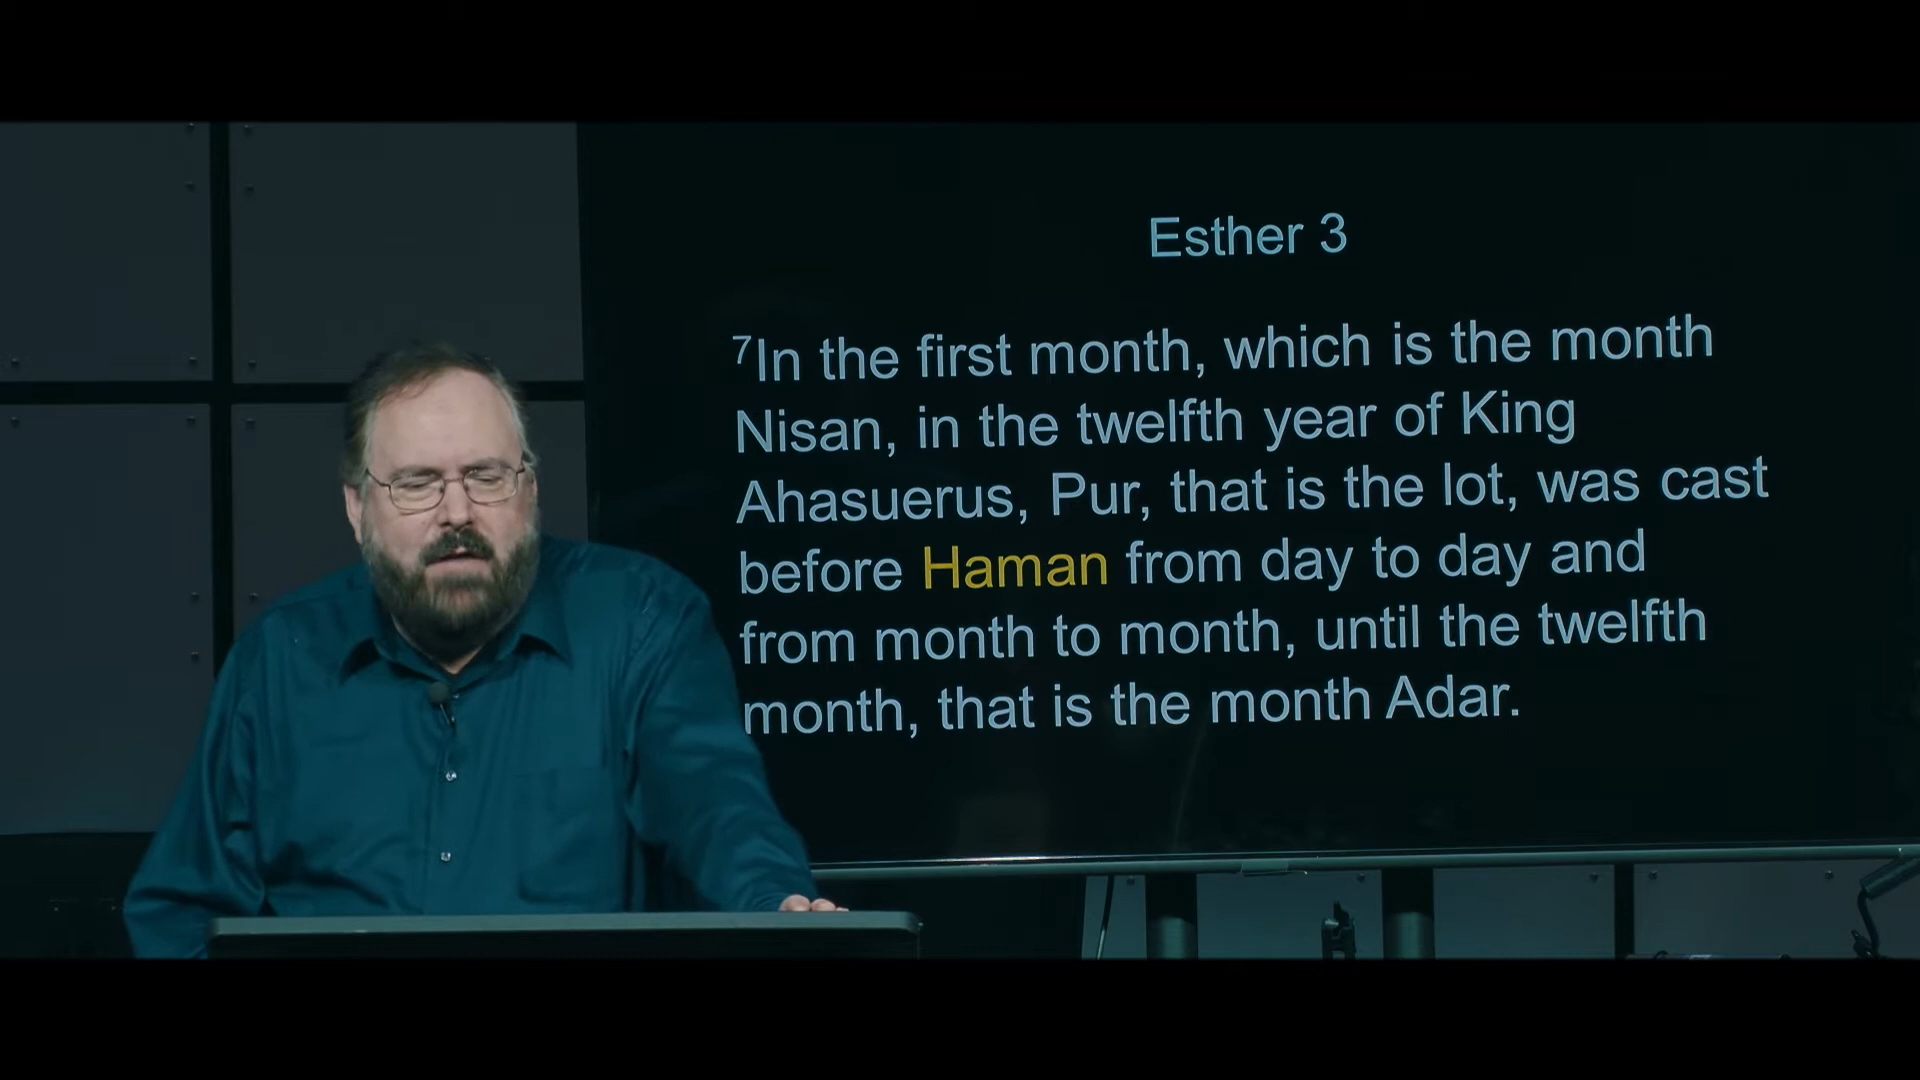 Esther 3
⁷In the first month, which is the month
Nisan, in the twelfth year of King
Ahasuerus, Pur, that is the lot, was cast
before Haman from day to day and
from month to month, until the twelfth
month, that is the month Adar.